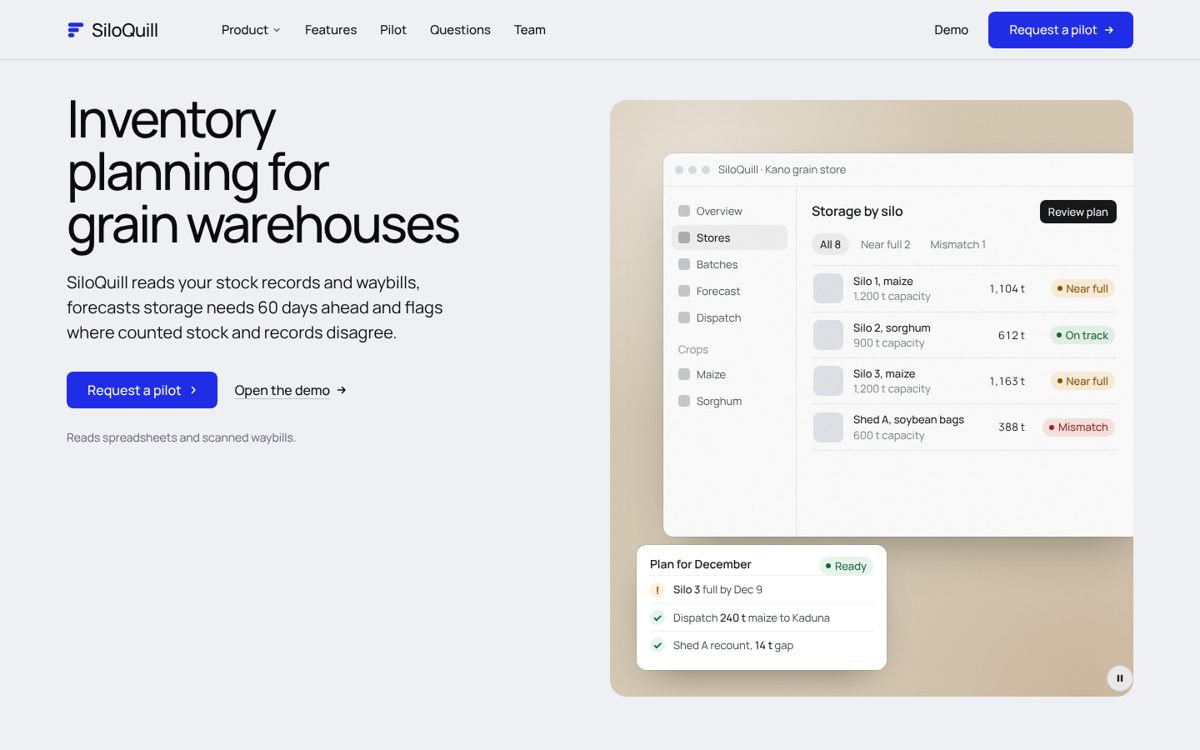 SiloQuill
Product
Features
Pilot
Questions
Team
Demo
Request a pilot →
Inventory
planning for
grain warehouses
SiloQuill reads your stock records and waybills,
forecasts storage needs 60 days ahead and flags
where counted stock and records disagree.
Request a pilot
Open the demo →
Reads spreadsheets and scanned waybills.
SiloQuill · Kano grain store
Overview
Stores
Batches
Forecast
Dispatch
Crops
Maize
Sorghum
Storage by silo
Review plan
All 8
Near full 2
Mismatch 1
Silo 1, maize
1,200 t capacity
1,104 t
Near full
Silo 2, sorghum
900 t capacity
612 t
On track
Silo 3, maize
1,200 t capacity
1,163 t
Near full
Shed A, soybean bags
600 t capacity
388 t
Mismatch
Plan for December
Ready
Silo 3 full by Dec 9
Dispatch 240 t maize to Kaduna
Shed A recount, 14 t gap